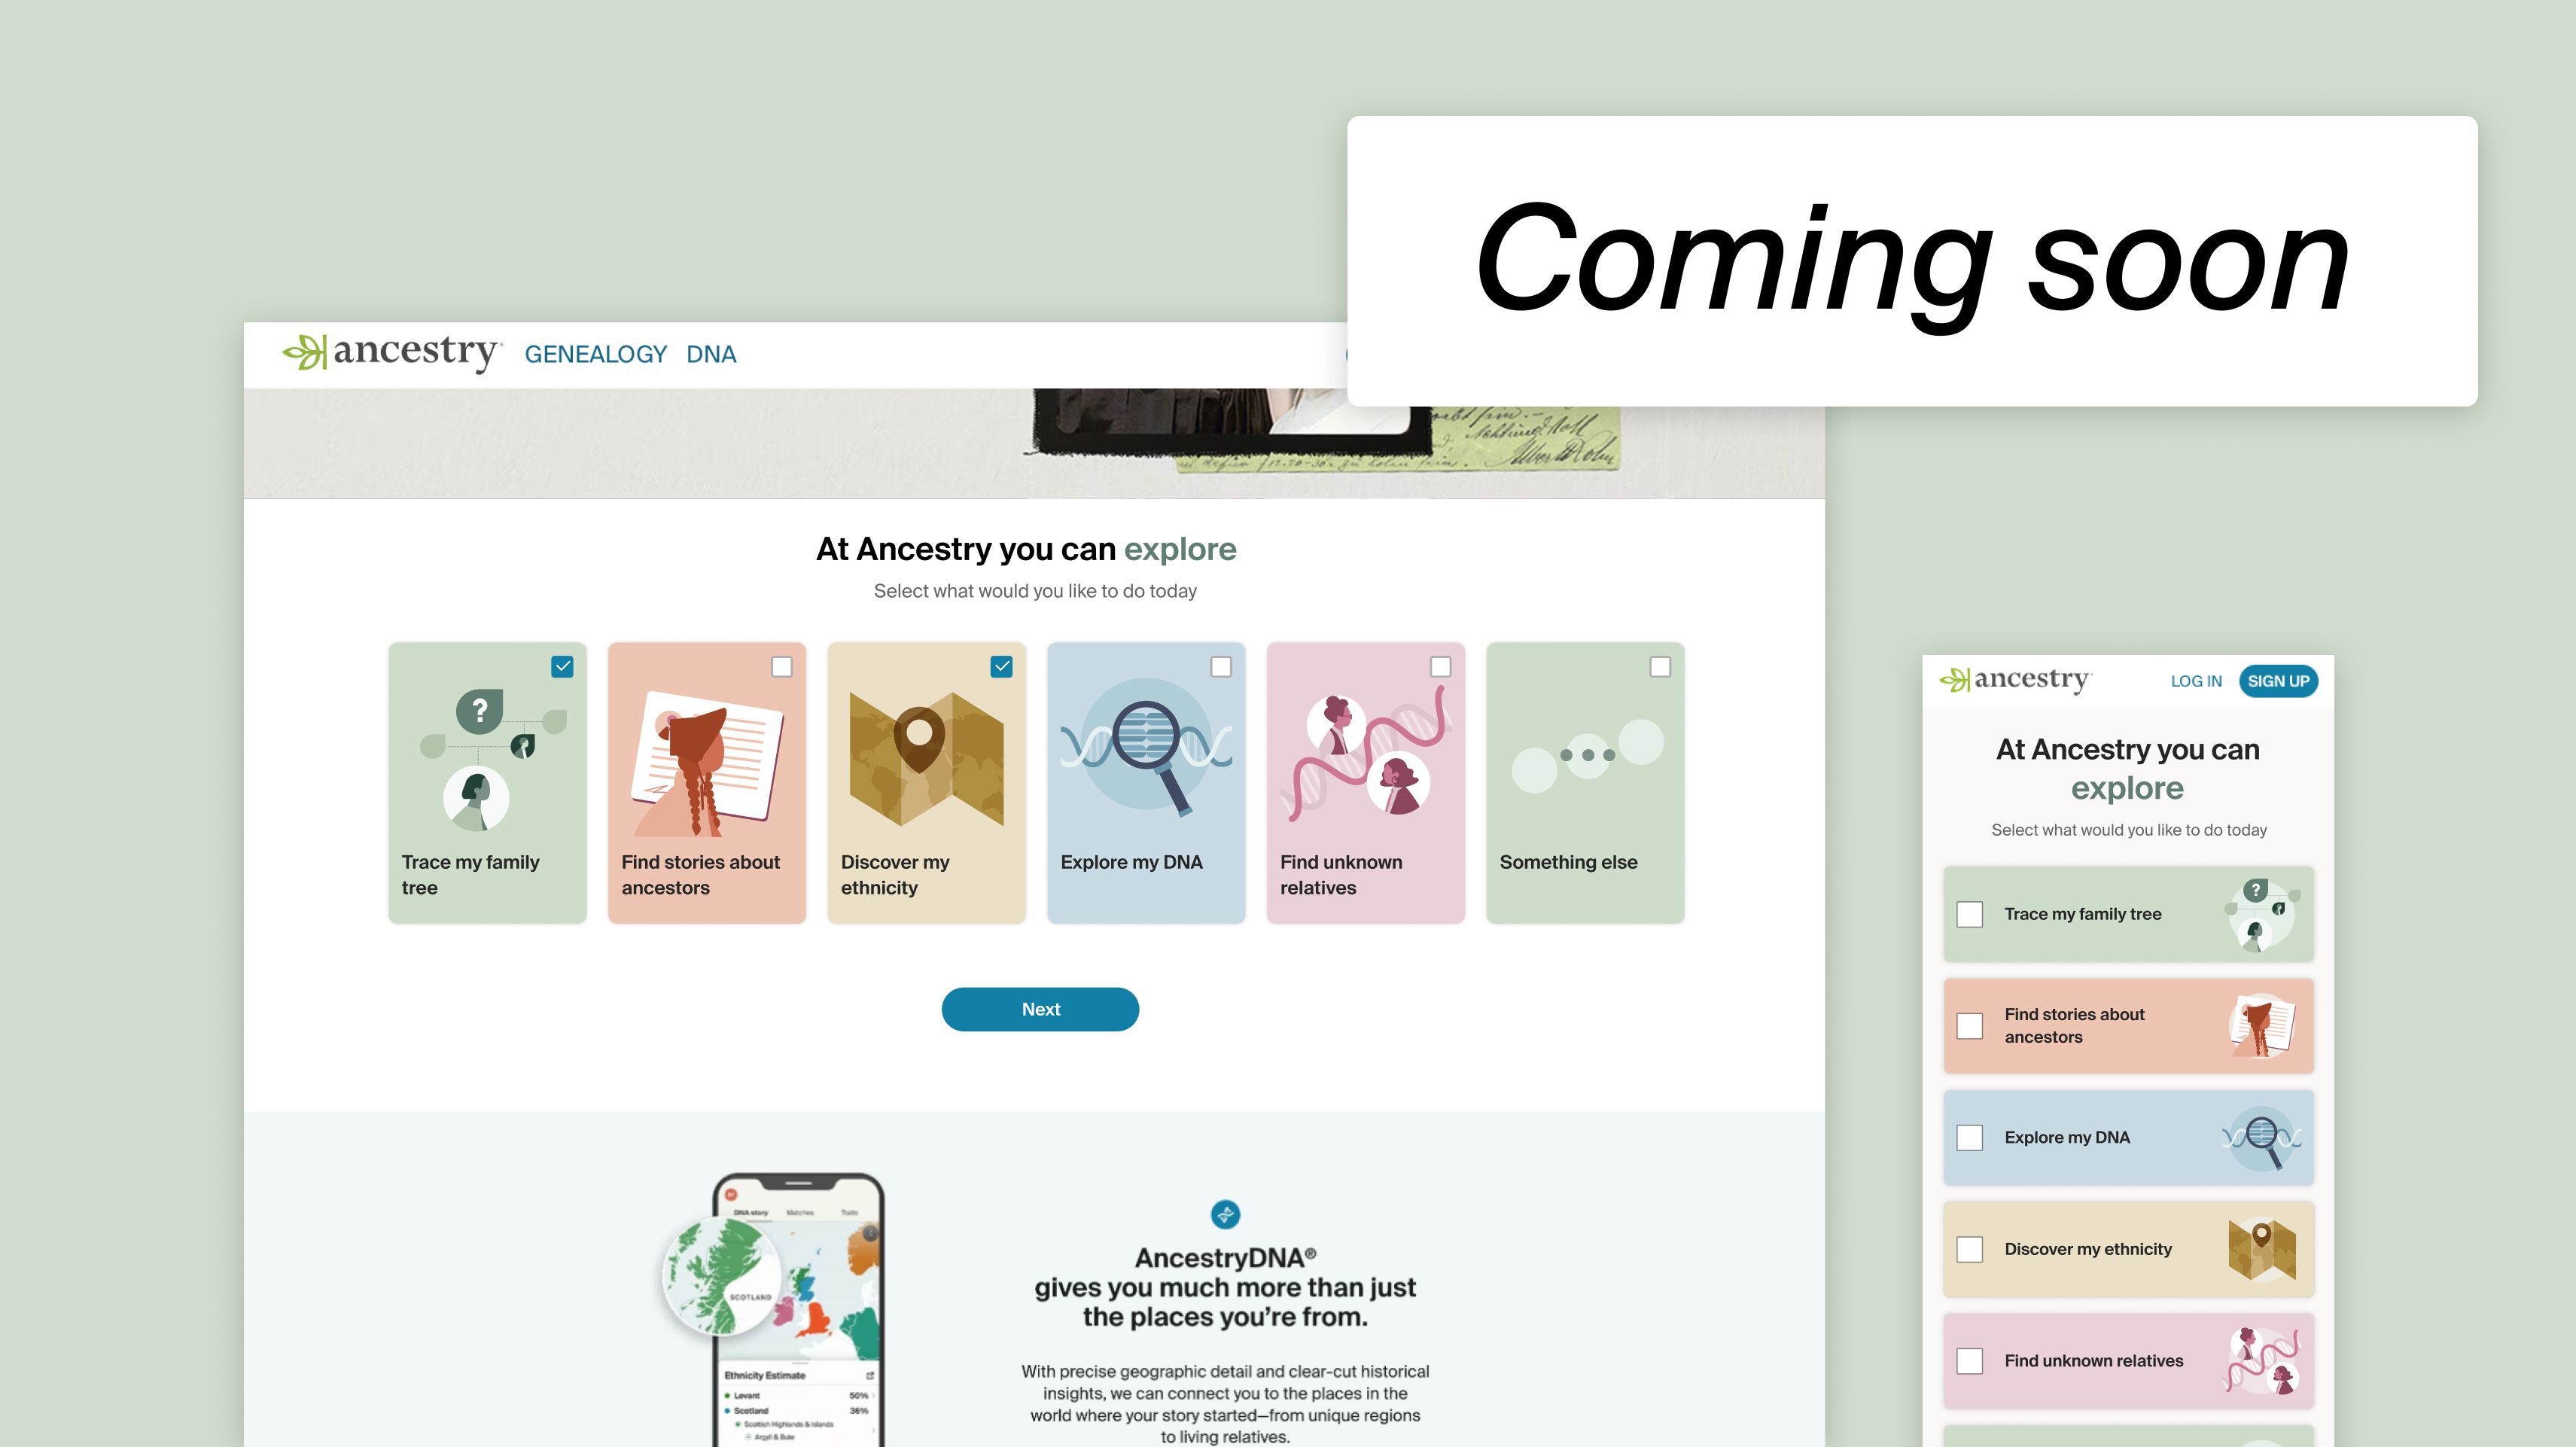 Coming soon
ancestry
GENEALOGY DNA
At Ancestry you can explore
Select what would you like to do today
Trace my family
tree
Find stories about
ancestors
Discover my
ethnicity
Explore my DNA
Find unknown
relatives
Something else
Next
DNA story Matches Traits
SCOTLAND
Ethnicity Estimate
Levant 50%
Scotland 36%
Scottish Highlands & Islands
Argyll & Bute
AncestryDNA®
gives you much more than just
the places you're from.
With precise geographic detail and clear-cut historical
insights, we can connect you to the places in the
world where your story started—from unique regions
to living relatives.
ancestry
LOG IN SIGN UP
At Ancestry you can
explore
Select what would you like to do today
?
Trace my family tree
Find stories about
ancestors
Explore my DNA
Discover my ethnicity
Find unknown relatives